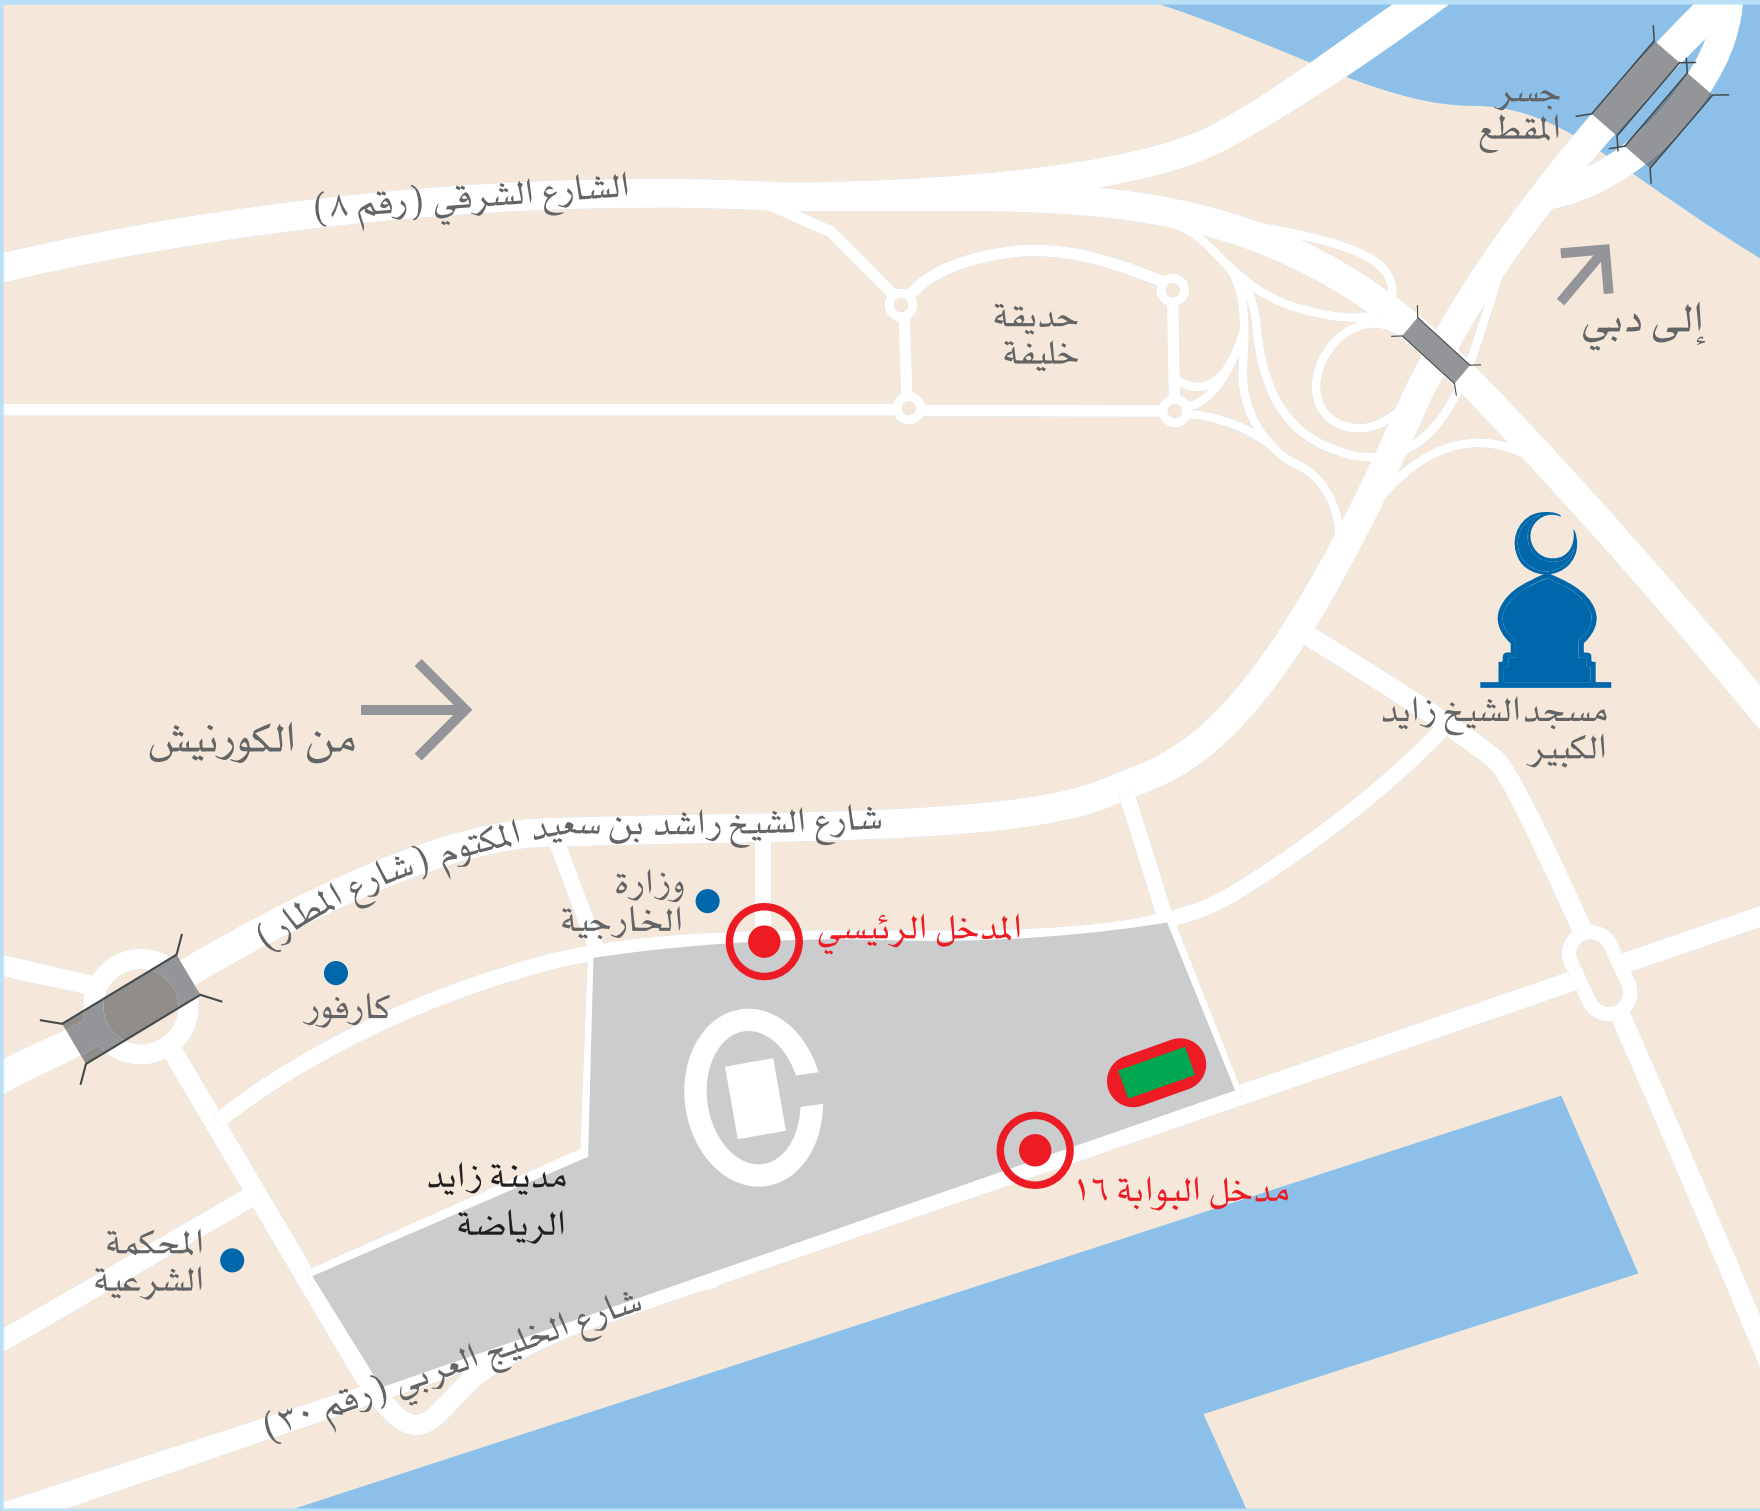 جسر
المقطع
الشارع الشرقي (رقم ٨)
إلى دبي
حديقة
خليفة
مسجد الشيخ زايد
الكبير
من الكورنيش
شارع الشيخ راشد بن سعيد المكتوم (شارع المطار)
وزارة
الخارجية
المدخل الرئيسي
كارفور
مدينة زايد
الرياضة
مدخل البوابة ١٦
المحكمة
الشرعية
شارع الخليج العربي (رقم ٣٠)